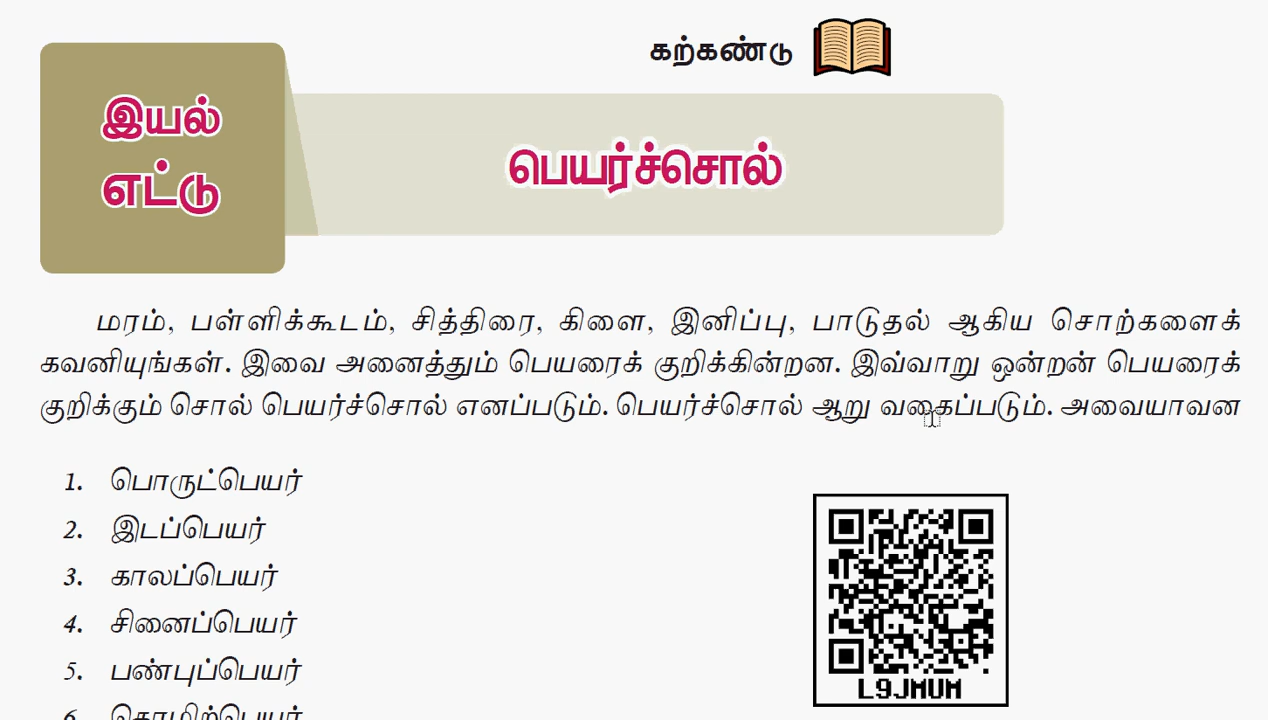 கற்கண்டு
இயல்
எட்டு
பெயர்ச்சொல்
மரம், பள்ளிக்கூடம், சித்திரை, கிளை, இனிப்பு, பாடுதல் ஆகிய சொற்களைக்
கவனியுங்கள். இவை அனைத்தும் பெயரைக் குறிக்கின்றன. இவ்வாறு ஒன்றன் பெயரைக்
குறிக்கும் சொல் பெயர்ச்சொல் எனப்படும். பெயர்ச்சொல் ஆறு வகைப்படும். அவையாவன
1. பொருட்பெயர்
2. இடப்பெயர்
3. காலப்பெயர்
4. சினைப்பெயர்
5. பண்புப்பெயர்
6. தொழிற்பெயர்
L9JMUM